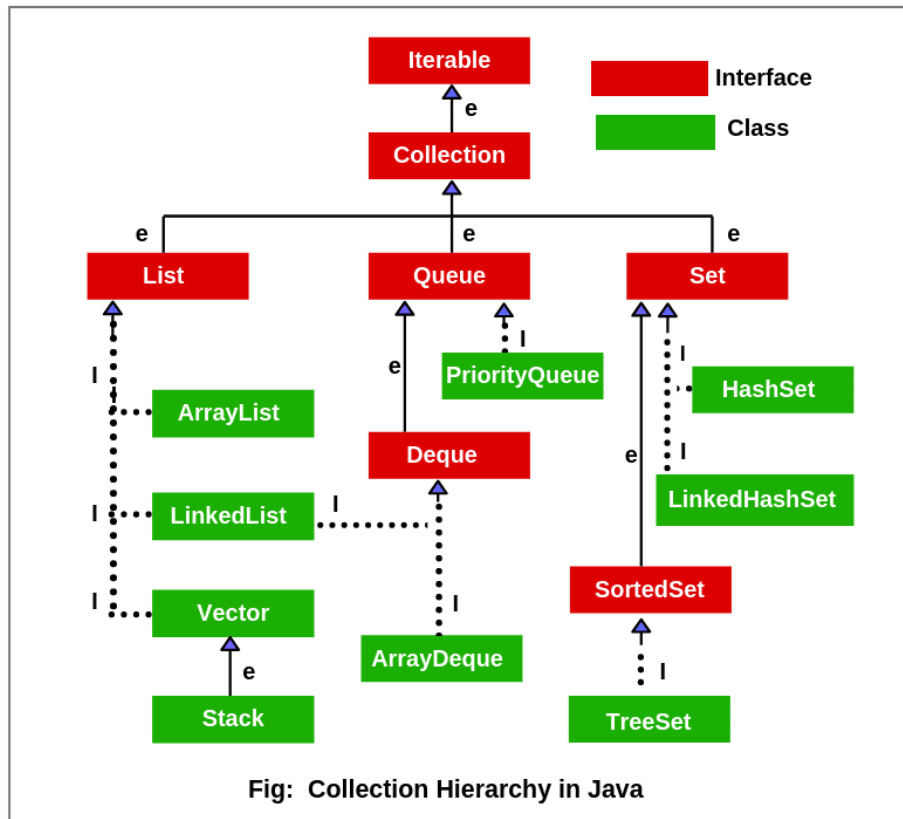 Iterable
Interface
e
Class
Collection
e
e
e
List
Queue
Set
l
l
e
PriorityQueue
l
HashSet
ArrayList
Deque
e
l
LinkedHashSet
l
LinkedList
l
SortedSet
l
Vector
l
ArrayDeque
l
e
Stack
TreeSet
Fig: Collection Hierarchy in Java